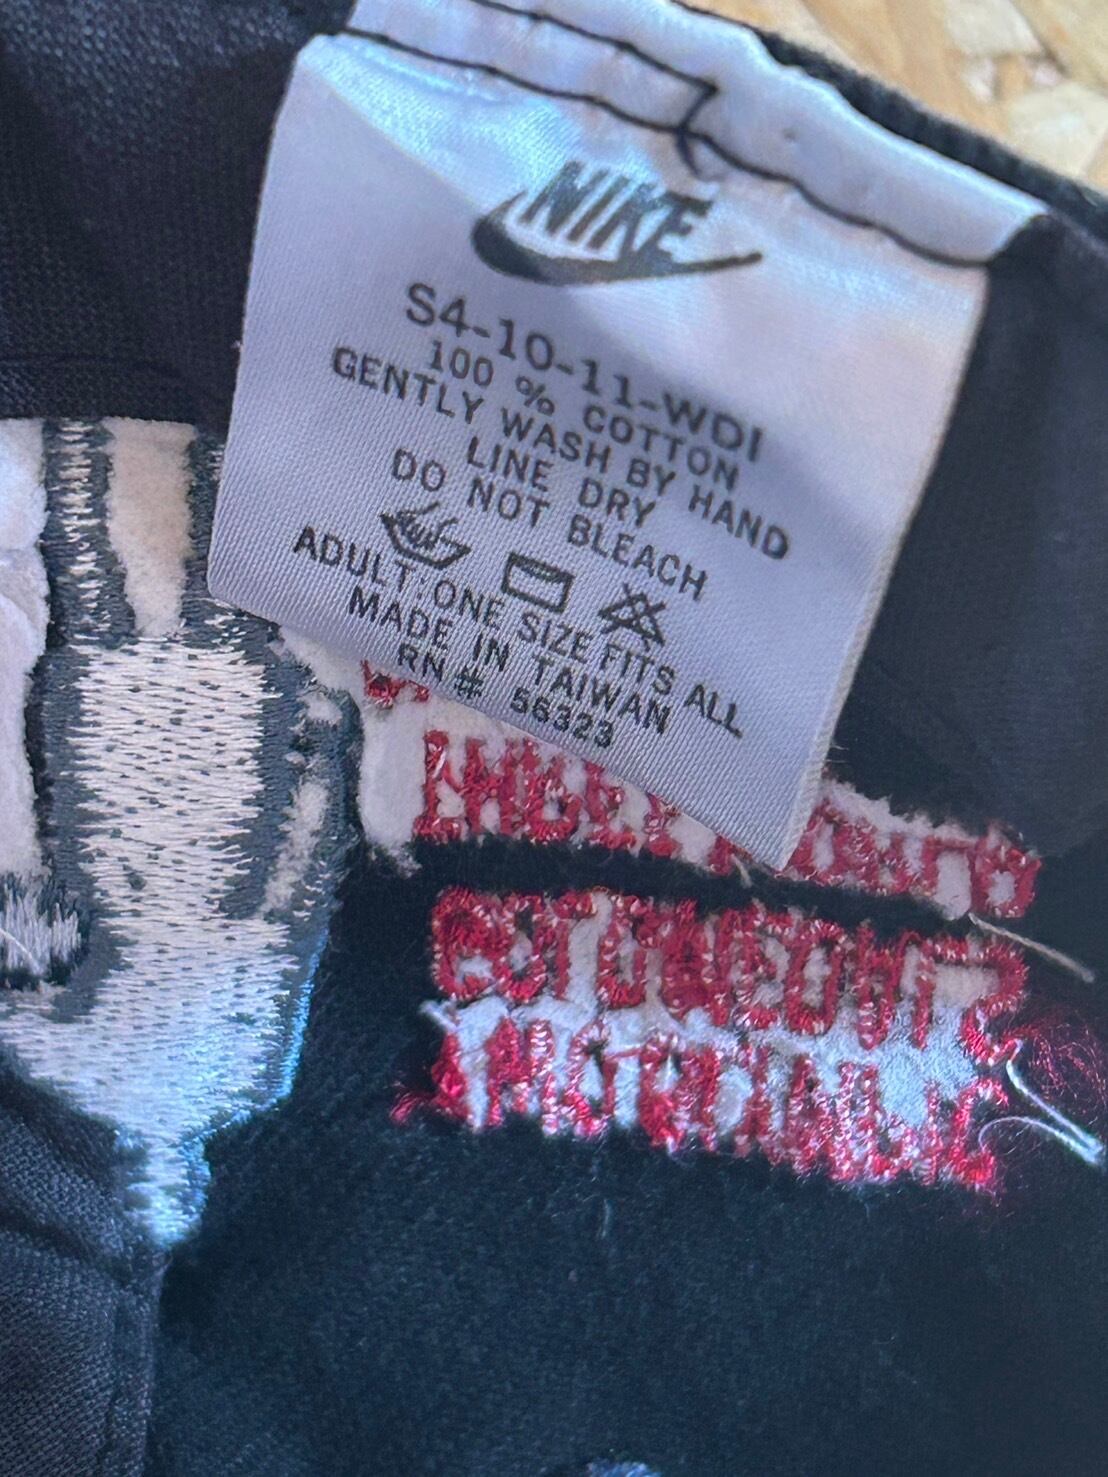 NIKE
S4-10-11-WDI
100 % COTTON
GENTLY WASH BY HAND
LINE DRY
DO NOT BLEACH
ADULT:ONE SIZE FITS ALL
MADE IN TAIWAN
RN# 56323